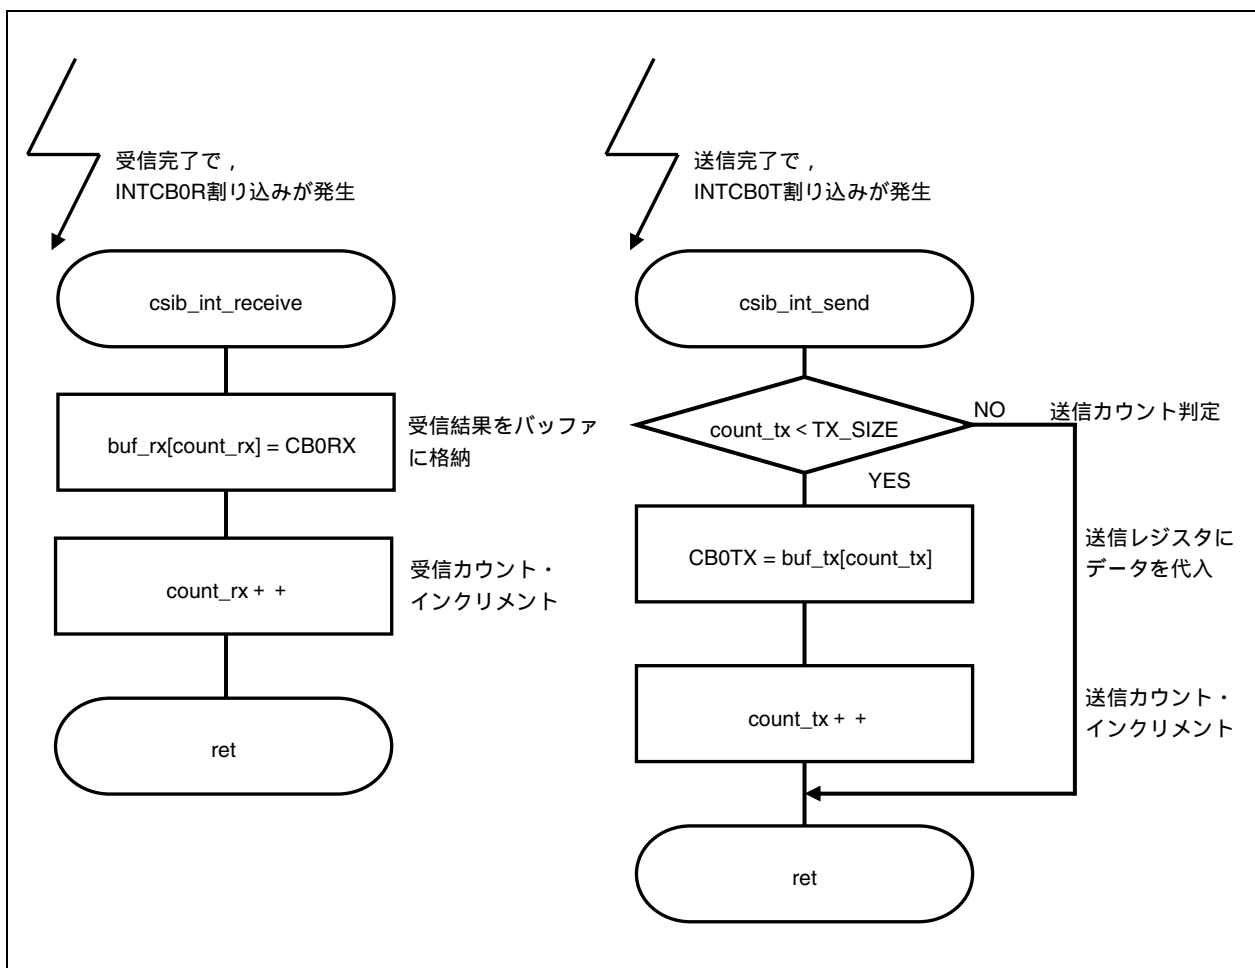 受信完了で，
INTCB0R割り込みが発生
csib_int_receive
buf_rx[count_rx] = CB0RX
受信結果をバッファ
に格納
count_rx + +
受信カウント・
インクリメント
ret
送信完了で，
INTCB0T割り込みが発生
csib_int_send
count_tx < TX_SIZE
NO
送信カウント判定
YES
CB0TX = buf_tx[count_tx]
送信レジスタに
データを代入
count_tx + +
送信カウント・
インクリメント
ret